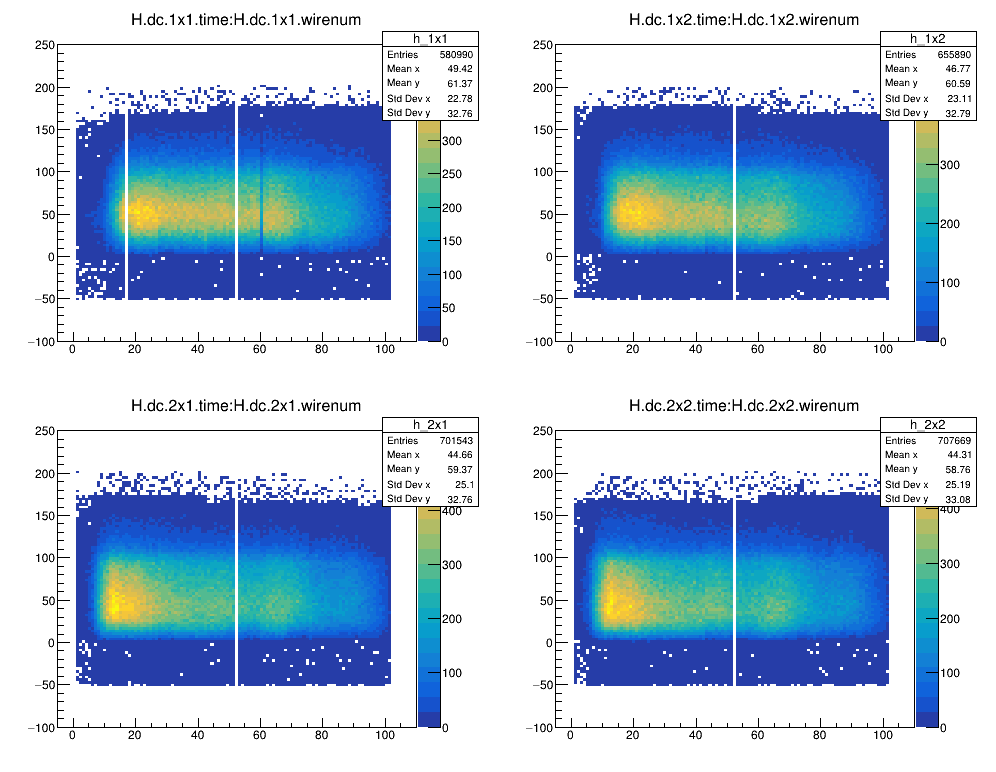 H.dc.1x1.time:H.dc.1x1.wirenum
h_1x1
Entries 580990
Mean x 49.42
Mean y 61.37
Std Dev x 22.78
Std Dev y 32.76
250
200
150
100
50
0
−50
−100
0 20 40 60 80 100
300
250
200
150
100
50
0
H.dc.1x2.time:H.dc.1x2.wirenum
h_1x2
Entries 655890
Mean x 46.77
Mean y 60.59
Std Dev x 23.11
Std Dev y 32.79
250
200
150
100
50
0
−50
−100
0 20 40 60 80 100
300
200
100
0
H.dc.2x1.time:H.dc.2x1.wirenum
h_2x1
Entries 701543
Mean x 44.66
Mean y 59.37
Std Dev x 25.1
Std Dev y 32.76
250
200
150
100
50
0
−50
−100
0 20 40 60 80 100
400
300
200
100
0
H.dc.2x2.time:H.dc.2x2.wirenum
h_2x2
Entries 707669
Mean x 44.31
Mean y 58.76
Std Dev x 25.19
Std Dev y 33.08
250
200
150
100
50
0
−50
−100
0 20 40 60 80 100
400
300
200
100
0